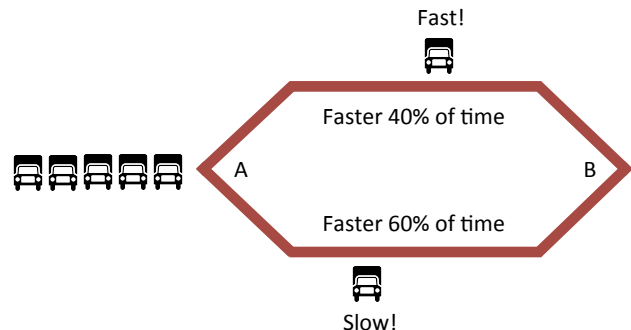 Fast!
Faster 40% of time
A
B
Faster 60% of time
Slow!